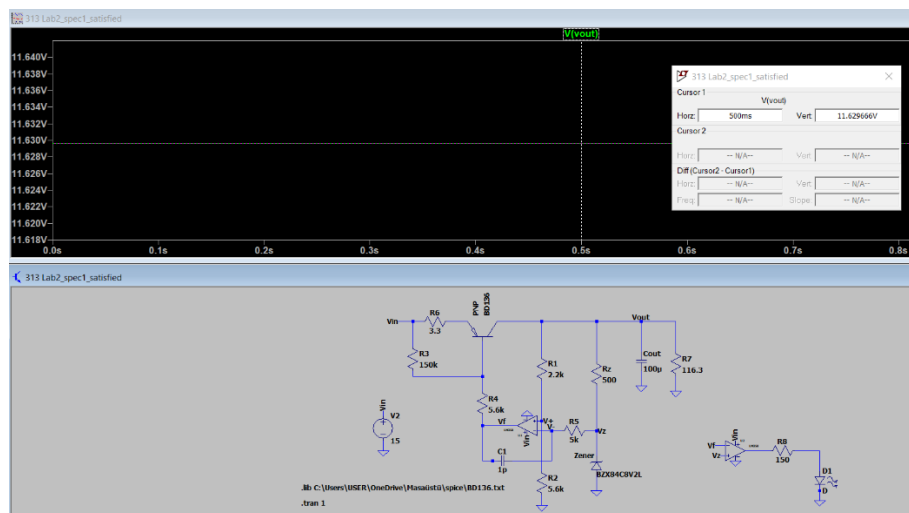 313 Lab2_spec1_satisfied
V(vout)
11.640V
11.638V
11.636V
11.634V
11.632V
11.630V
11.628V
11.626V
11.624V
11.622V
11.620V
11.618V
0.0s 0.1s 0.2s 0.3s 0.4s 0.5s 0.6s 0.7s 0.8s
313 Lab2_spec1_satisfied
Cursor 1
V(vout)
Horz: 500ms Vert: 11.629666V
Cursor 2
Horz: -- N/A-- Vert: -- N/A--
Diff (Cursor2 - Cursor1)
Horz: -- N/A-- Vert: -- N/A--
Freq: -- N/A-- Slope: -- N/A--
313 Lab2_spec1_satisfied
PNP
BD136
Vin
R6
3.3
Vout
R3
150k
R1
2.2k
Rz
500
Cout
100µ
R7
116.3
R4
5.6k
Vf
V+
V-
Vin
R5
5k
Vz
Vin
V2
15
C1
1p
R2
5.6k
Zener
BZX84C8V2L
Vf
Vz
Vin
R8
150
D1
D
.lib C:\Users\USER\OneDrive\Masaüstü\spice\BD136.txt
.tran 1